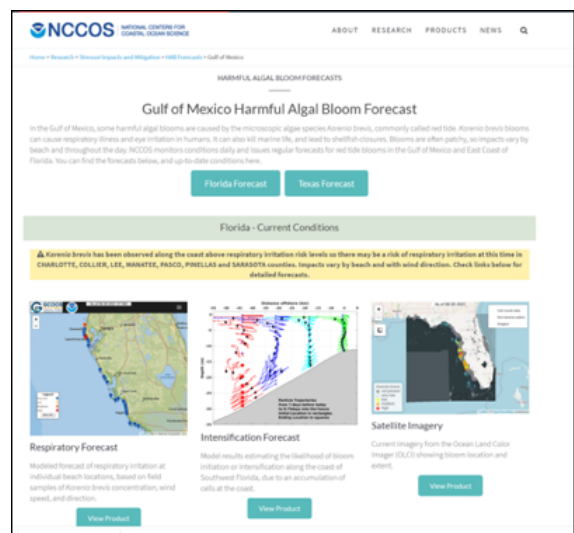 NCCOS NATIONAL CENTERS FOR
COASTAL OCEAN SCIENCE
ABOUT RESEARCH PRODUCTS NEWS
Home > Research > Stressor Impacts and Mitigation > HAB Forecasts > Gulf of Mexico
HARMFUL ALGAL BLOOM FORECASTS
Gulf of Mexico Harmful Algal Bloom Forecast
In the Gulf of Mexico, some harmful algal blooms are caused by the microscopic algae species Karenia brevis, commonly called red tide. Karenia brevis blooms
can cause respiratory illness and eye irritation in humans. It can also kill marine life, and lead to shellfish closures. Blooms are often patchy, so impacts vary by
beach and throughout the day. NCCOS monitors conditions daily and issues regular forecasts for red tide blooms in the Gulf of Mexico and East Coast of
Florida. You can find the forecasts below, and up-to-date conditions here.
Florida Forecast Texas Forecast
Florida - Current Conditions
Karenia brevis has been observed along the coast above respiratory irritation risk levels so there may be a risk of respiratory irritation at this time in
CHARLOTTE, COLLIER, LEE, MANATEE, PASCO, PINELLAS and SARASOTA counties. Impacts vary by beach and with wind direction. Check links below for
detailed forecasts.
GCOOS
Distance offshore (km)
Depth (m)
Particle Trajectories
Respiratory Forecast
Modeled forecast of respiratory irritation at
individual beach locations, based on field
samples of Karenia brevis concentration, wind
speed, and direction.
View Product
Intensification Forecast
Model results estimating the likelihood of bloom
initiation or intensification along the coast of
Southwest Florida, due to an accumulation of
cells at the coast.
View Product
Satellite Imagery
Current imagery from the Ocean Land Color
Imager (OLCI) showing bloom location and
extent.
View Product